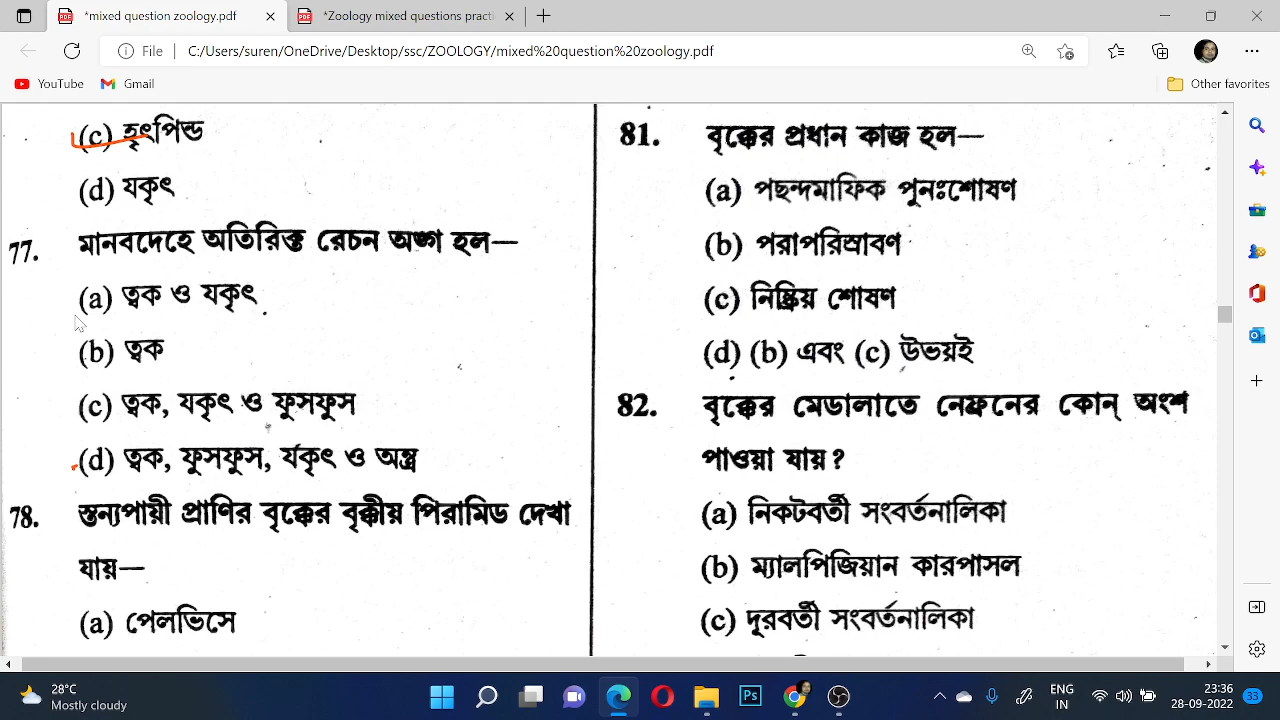 *mixed zoology.pdf
*Zoology mixed questions practi
File
C:/Users/suren/OneDrive/Desktop/ssc/ZOOLOGY/mixed%20question%20zoology.pdf
YouTube
Gmail
Other favorites
(c) হৃৎপিন্ড
(d) যকৃৎ
77. মানবদেহে অতিরিক্ত রেচন অঙ্গ হল—
(a) ত্বক ও যকৃৎ
(b) ত্বক
(c) ত্বক, যকৃৎ ও ফুসফুস
(d) ত্বক, ফুসফুস, যকৃৎ ও অন্ত্র
78. স্তন্যপায়ী প্রাণির বৃক্কের বৃক্কীয় পিরামিড দেখা
যায়—
(a) পেলভিসে
81. বৃক্কের প্রধান কাজ হল—
(a) পছন্দমাফিক পুনঃশোষণ
(b) পরাপরিস্রাবণ
(c) নিষ্ক্রিয় শোষণ
(d) (b) এবং (c) উভয়ই
82. বৃক্কের মেডালাতে নেফ্রনের কোন্ অংশ
পাওয়া যায়?
(a) নিকটবর্তী সংবর্তনালিকা
(b) ম্যালপিজিয়ান কারপাসল
(c) দূরবর্তী সংবর্তনালিকা
28°C
Mostly cloudy
Ps
ENG
IN
23:36
28-09-2022
33